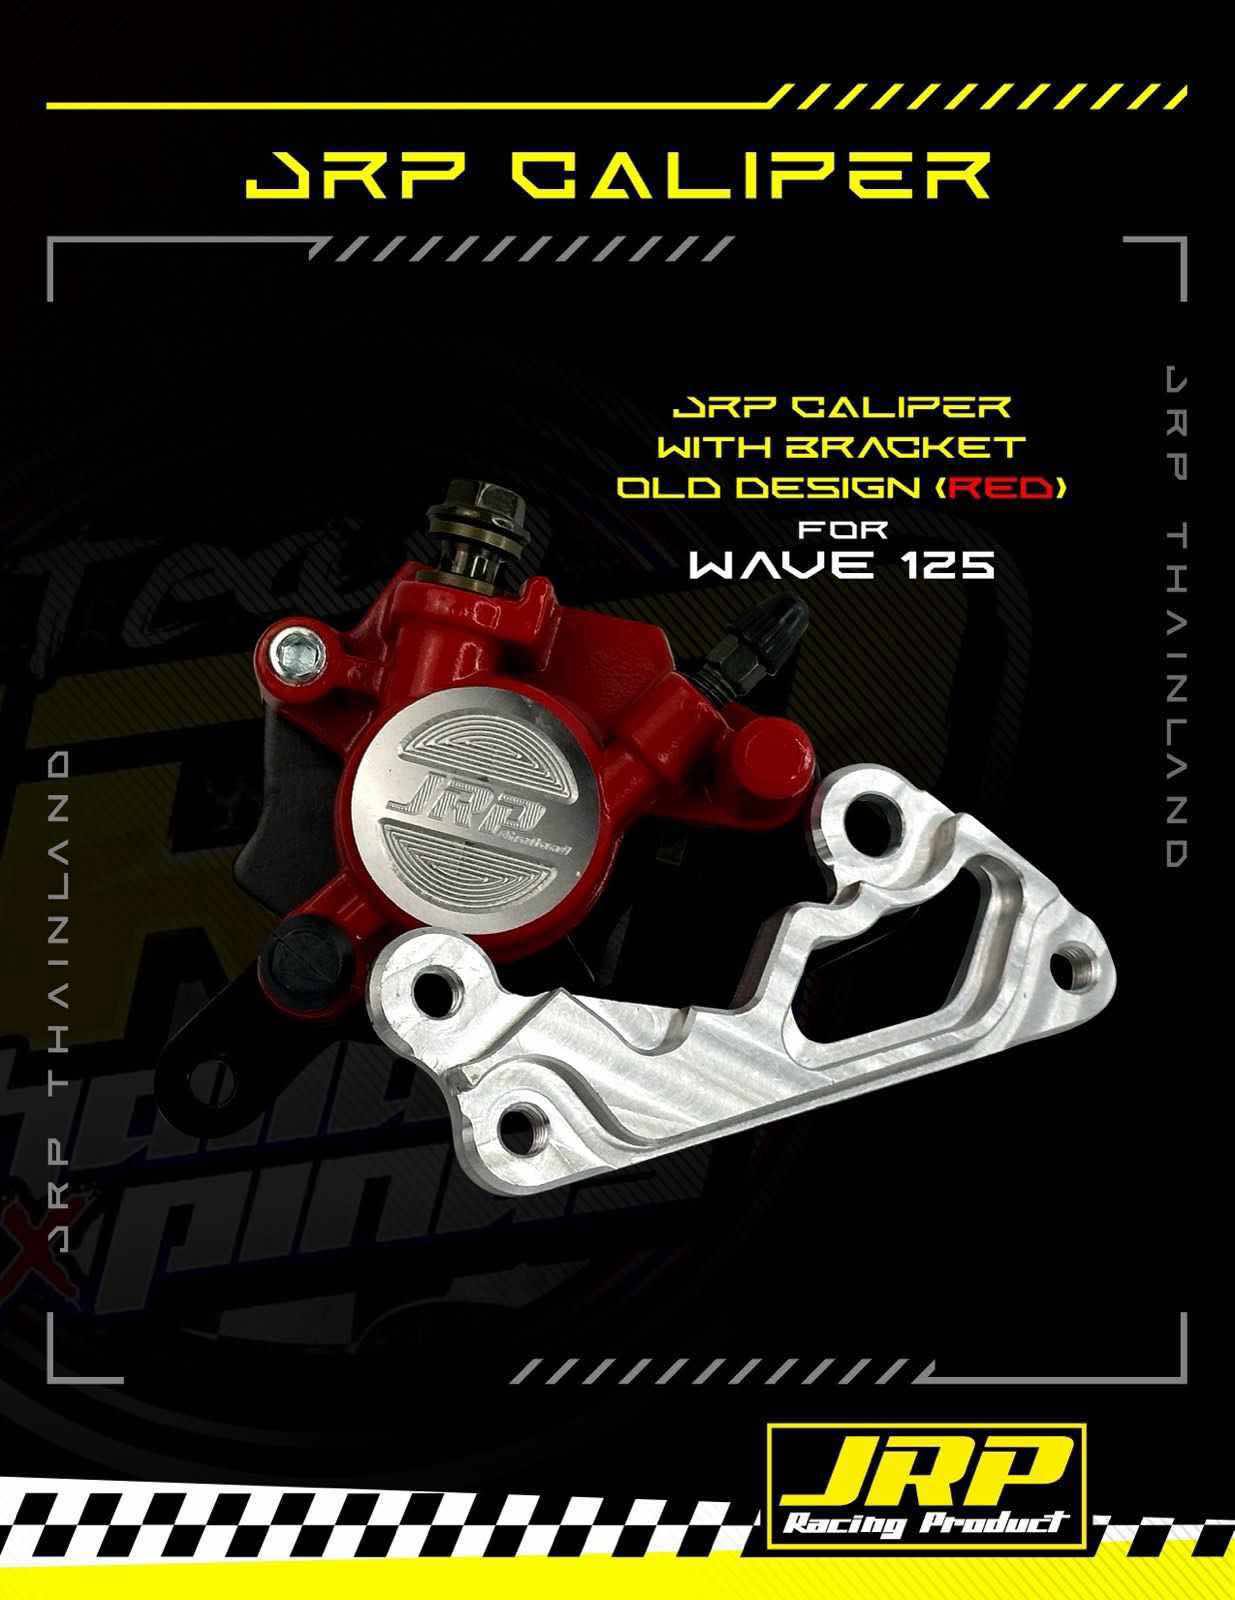 JRP CALIPER
JRP CALIPER
WITH BRACKET
OLD DESIGN (RED)
FOR
WAVE 125
JRP THAINLAND
JRP THAINLAND
JRP
JRP
Racing Product